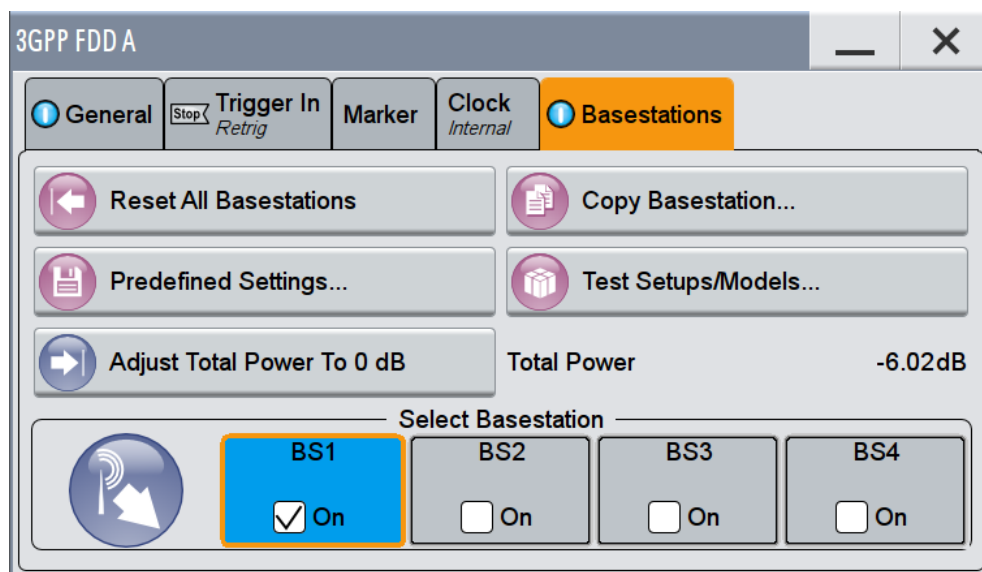 3GPP FDD A
General
Stop
Trigger In
Retrig
Marker
Clock
Internal
Basestations
Reset All Basestations
Copy Basestation...
Predefined Settings...
Test Setups/Models...
Adjust Total Power To 0 dB
Total Power -6.02dB
Select Basestation
BS1 BS2 BS3 BS4
On On On On